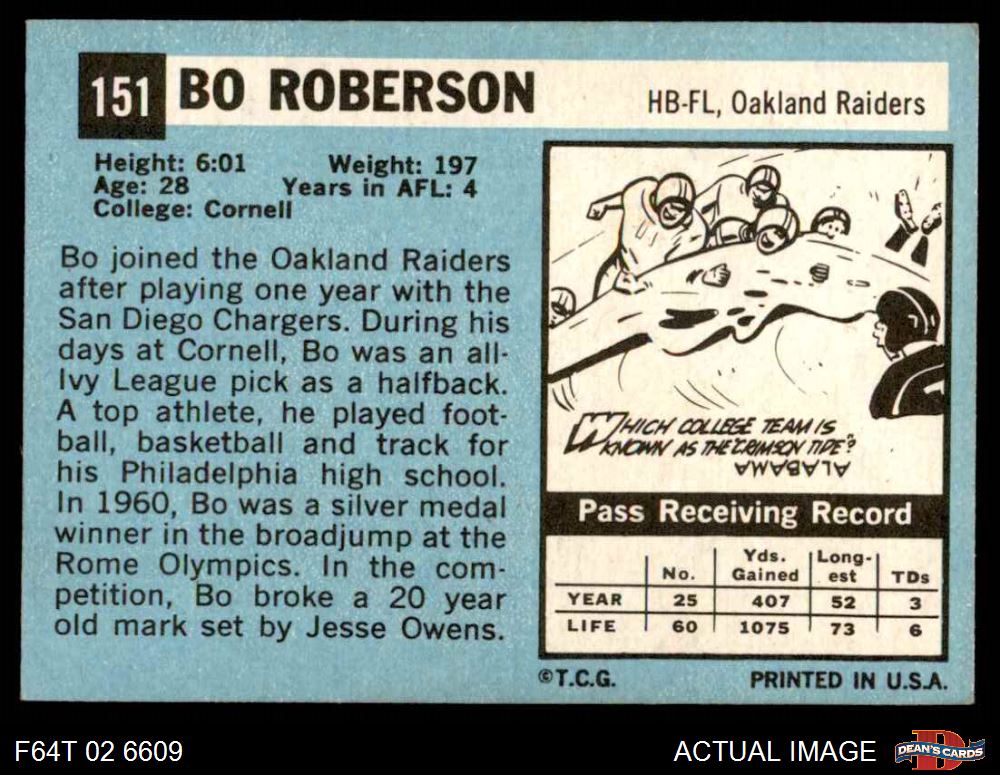 151 BO ROBERSON HB-FL, Oakland Raiders
Height: 6:01 Weight: 197
Age: 28 Years in AFL: 4
College: Cornell
Bo joined the Oakland Raiders
after playing one year with the
San Diego Chargers. During his
days at Cornell, Bo was an all-
Ivy League pick as a halfback.
A top athlete, he played foot-
ball, basketball and track for
his Philadelphia high school.
In 1960, Bo was a silver medal
winner in the broadjump at the
Rome Olympics. In the com-
petition, Bo broke a 20 year
old mark set by Jesse Owens.
WHICH COLLEGE TEAM IS
KNOWN AS THE "CRIMSON TIDE"?
ALABAMA
Pass Receiving Record
No. Yds. Gained Long-est TDs
YEAR 25 407 52 3
LIFE 60 1075 73 6
©T.C.G. PRINTED IN U.S.A.
F64T 02 6609 ACTUAL IMAGE D DEAN'S CARDS